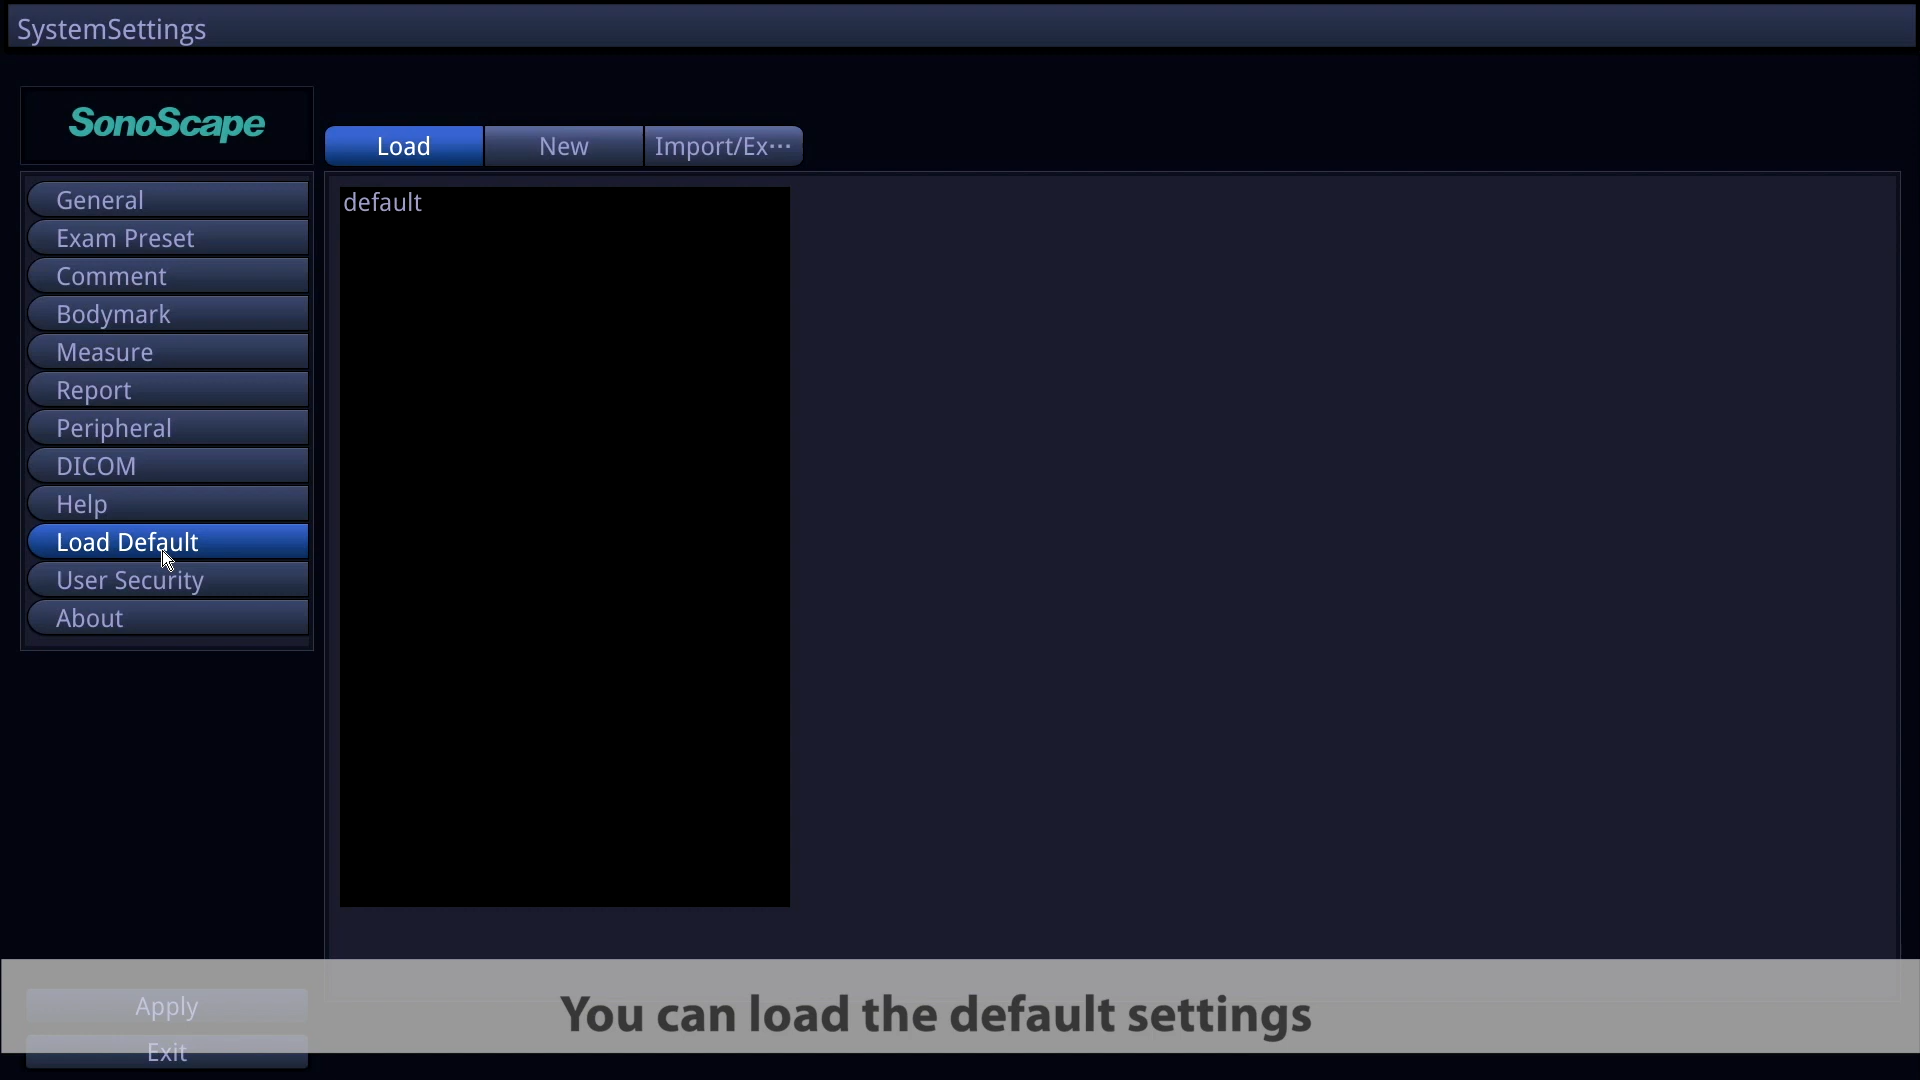 SystemSettings
SonoScape
Load
New
Import/Ex···
General
Exam Preset
Comment
Bodymark
Measure
Report
Peripheral
DICOM
Help
Load Default
User Security
About
default
Apply
Exit
You can load the default settings